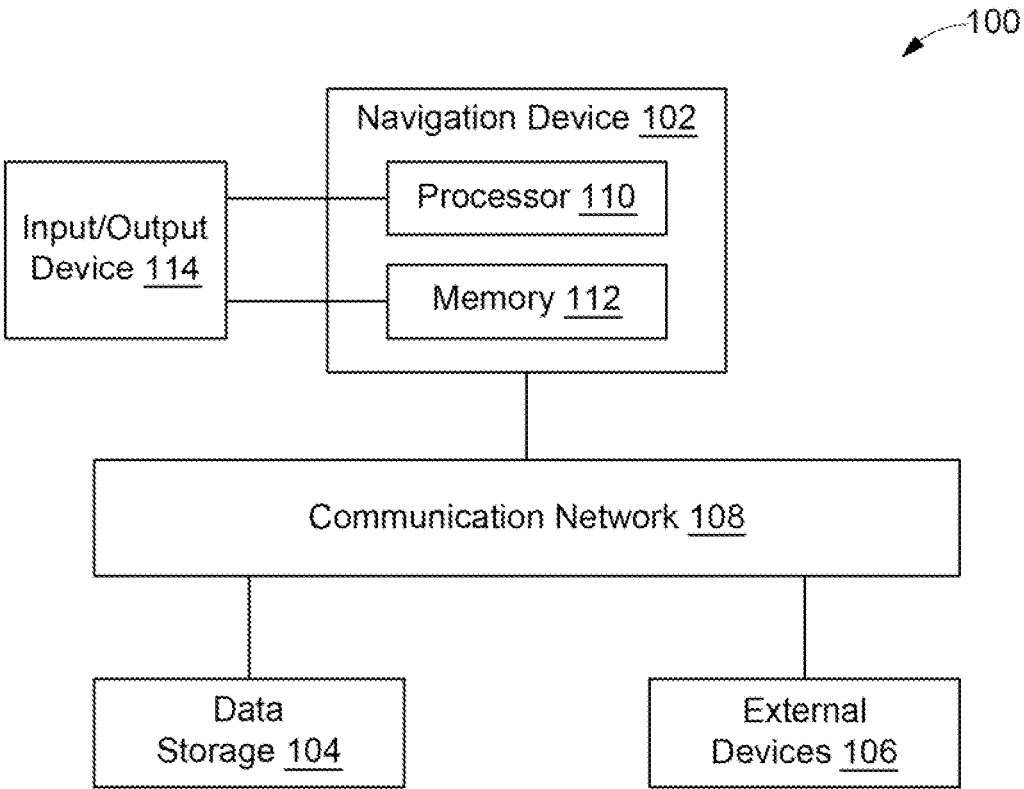 100
Navigation Device 102
Processor 110
Input/Output
Device 114
Memory 112
Communication Network 108
Data
Storage 104
External
Devices 106